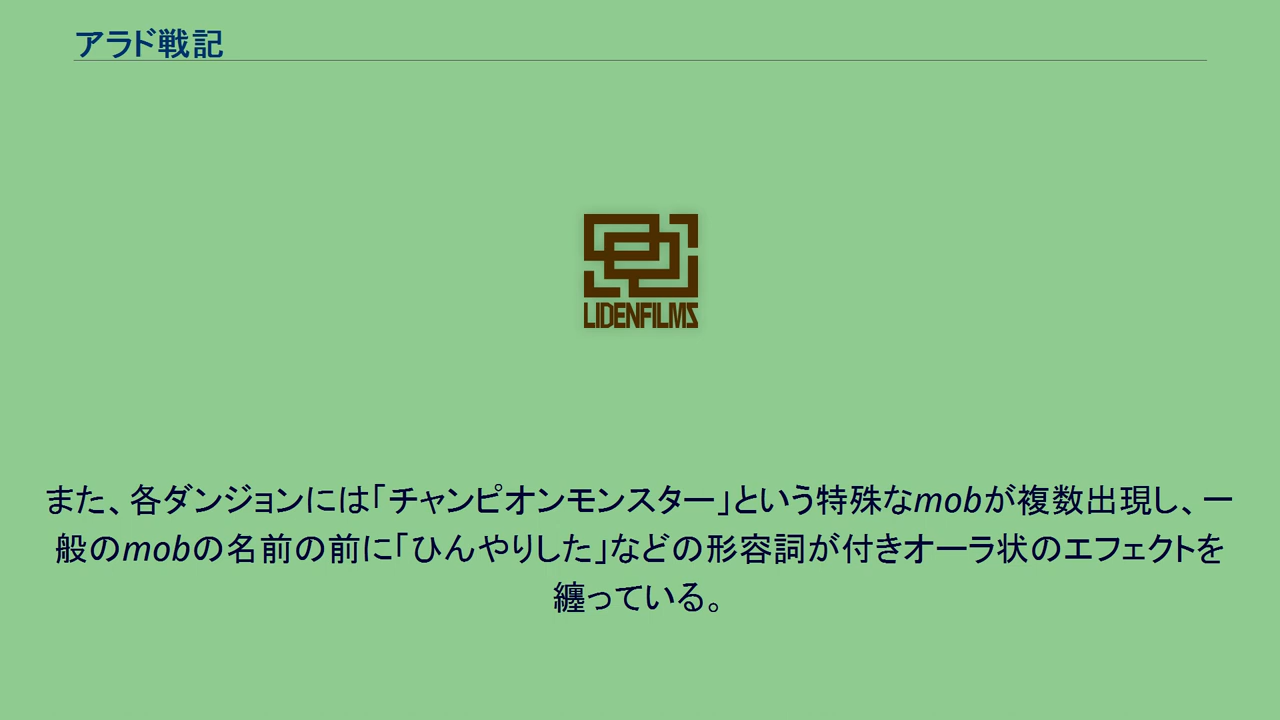 アラド戦記
LIDENFILMS
また、各ダンジョンには「チャンピオンモンスター」という特殊なmobが複数出現し、一
般のmobの名前の前に「ひんやりした」などの形容詞が付きオーラ状のエフェクトを
纏っている。